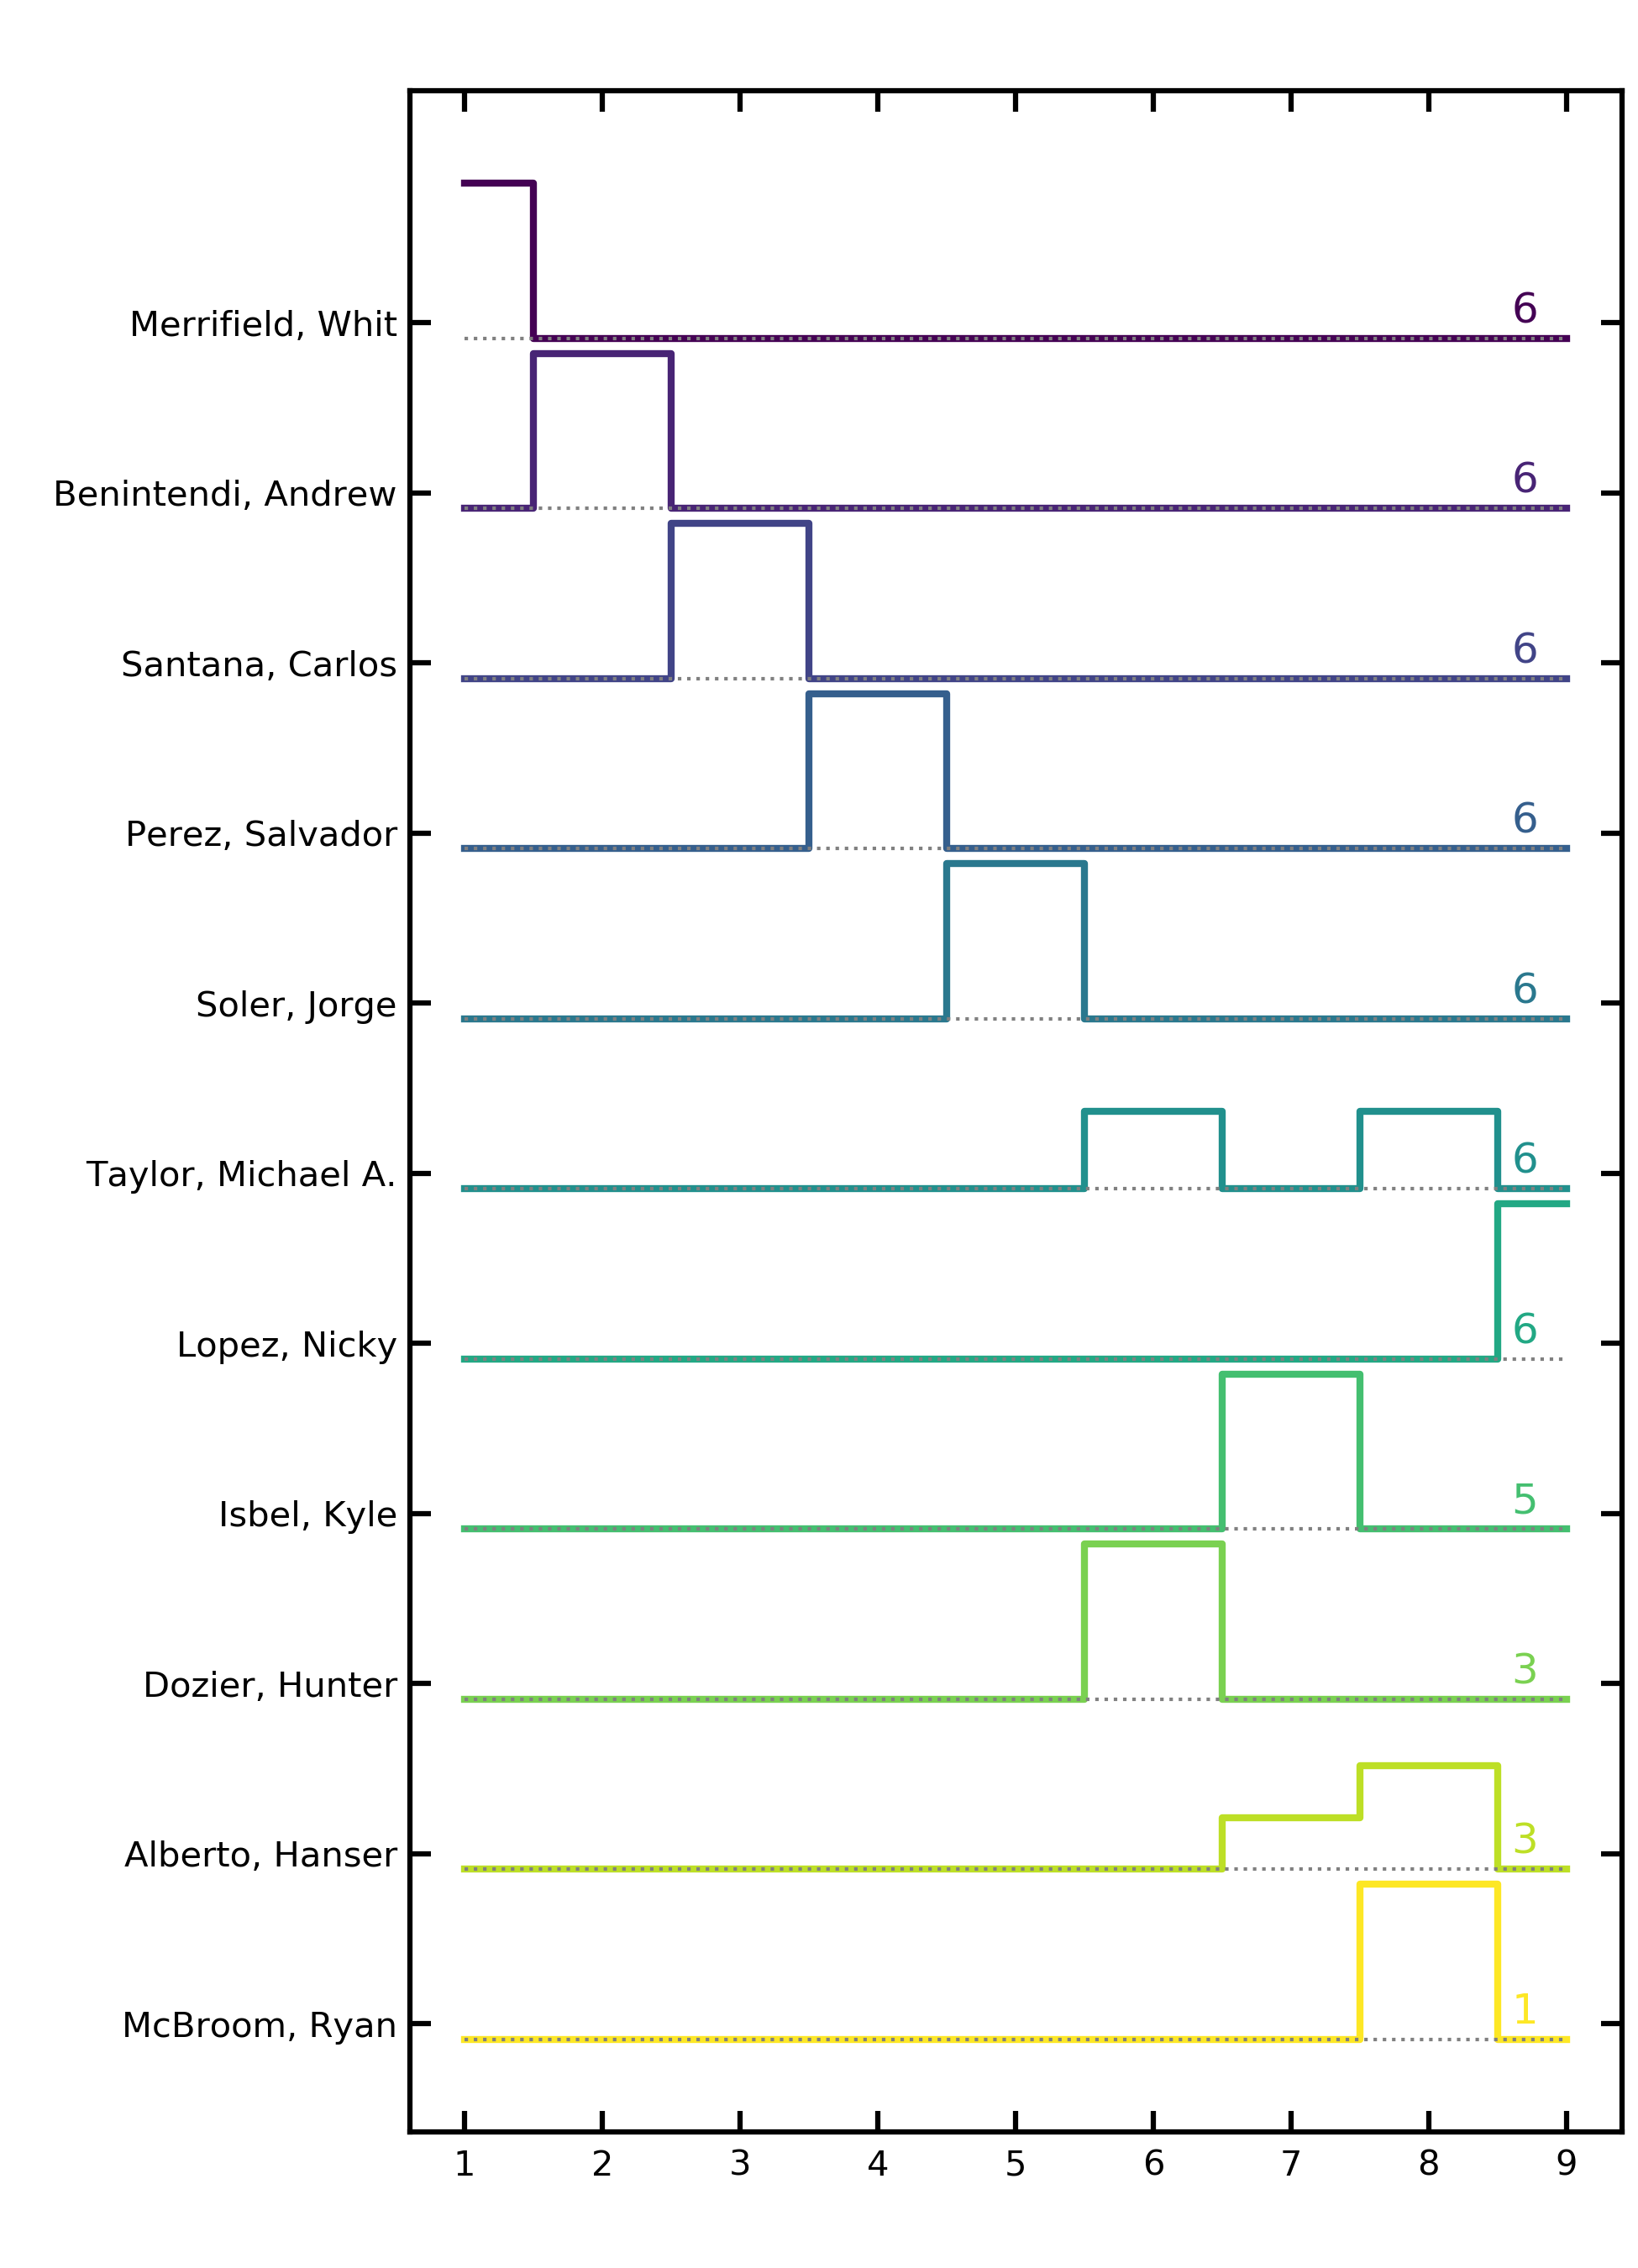 Merrifield, Whit 6
Benintendi, Andrew 6
Santana, Carlos 6
Perez, Salvador 6
Soler, Jorge 6
Taylor, Michael A. 6
Lopez, Nicky 6
Isbel, Kyle 5
Dozier, Hunter 3
Alberto, Hanser 3
McBroom, Ryan 1
1 2 3 4 5 6 7 8 9